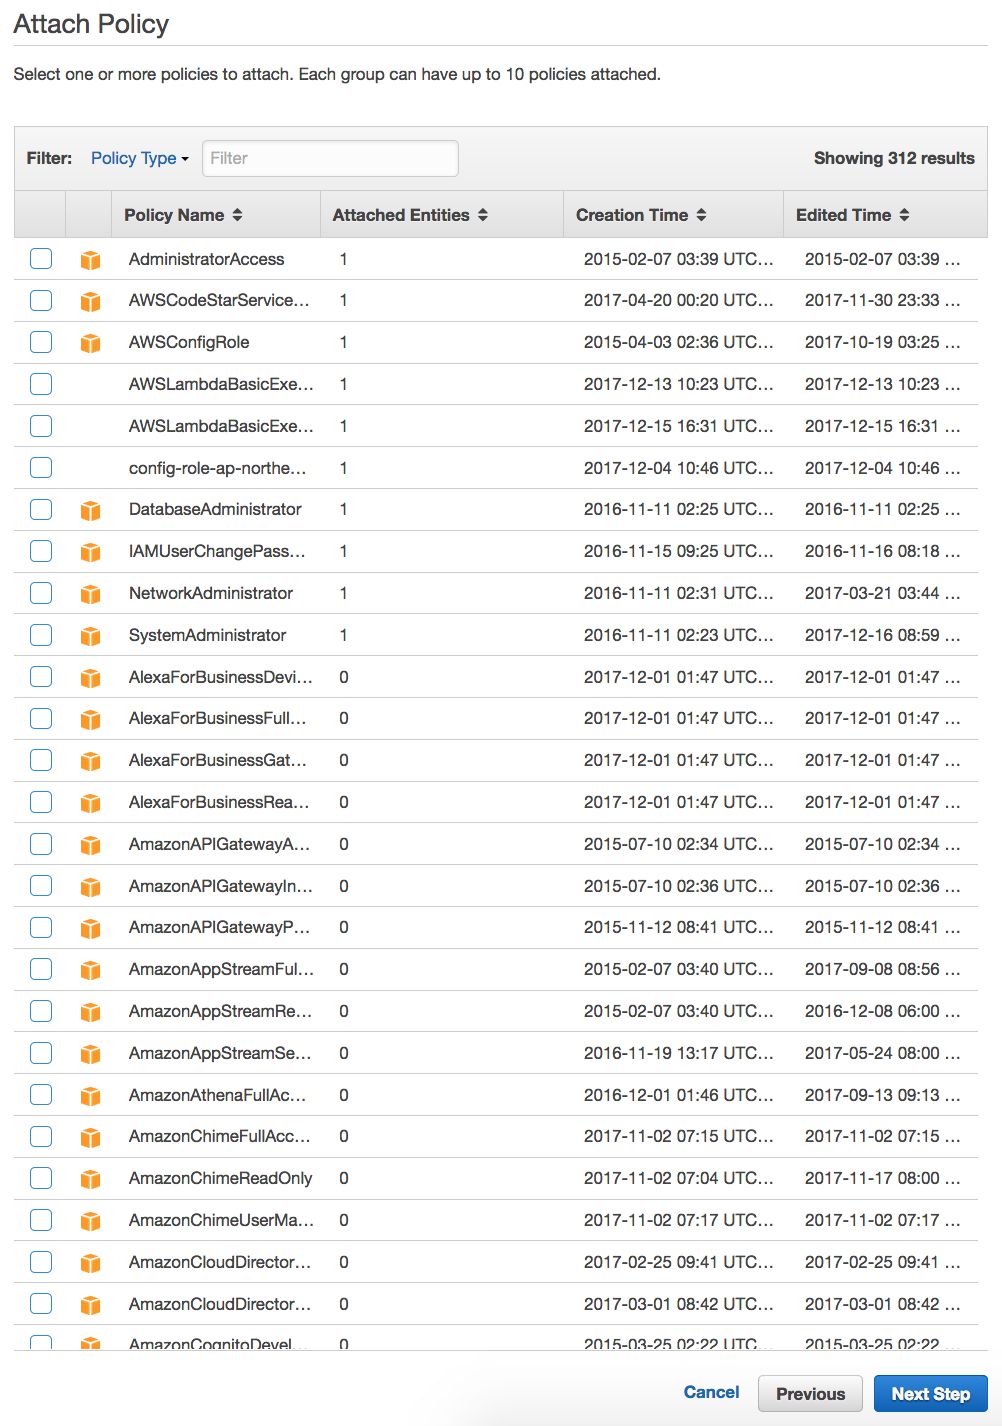 Attach Policy
Select one or more policies to attach. Each group can have up to 10 policies attached.
Filter: Policy Type Filter Showing 312 results
Policy Name Attached Entities Creation Time Edited Time
AdministratorAccess 1 2015-02-07 03:39 UTC... 2015-02-07 03:39 ...
AWSCodeStarService... 1 2017-04-20 00:20 UTC... 2017-11-30 23:33 ...
AWSConfigRole 1 2015-04-03 02:36 UTC... 2017-10-19 03:25 ...
AWSLambdaBasicExe... 1 2017-12-13 10:23 UTC... 2017-12-13 10:23 ...
AWSLambdaBasicExe... 1 2017-12-15 16:31 UTC... 2017-12-15 16:31 ...
config-role-ap-northe... 1 2017-12-04 10:46 UTC... 2017-12-04 10:46 ...
DatabaseAdministrator 1 2016-11-11 02:25 UTC... 2016-11-11 02:25 ...
IAMUserChangePass... 1 2016-11-15 09:25 UTC... 2016-11-16 08:18 ...
NetworkAdministrator 1 2016-11-11 02:31 UTC... 2017-03-21 03:44 ...
SystemAdministrator 1 2016-11-11 02:23 UTC... 2017-12-16 08:59 ...
AlexaForBusinessDevi... 0 2017-12-01 01:47 UTC... 2017-12-01 01:47 ...
AlexaForBusinessFull... 0 2017-12-01 01:47 UTC... 2017-12-01 01:47 ...
AlexaForBusinessGat... 0 2017-12-01 01:47 UTC... 2017-12-01 01:47 ...
AlexaForBusinessRea... 0 2017-12-01 01:47 UTC... 2017-12-01 01:47 ...
AmazonAPIGatewayA... 0 2015-07-10 02:34 UTC... 2015-07-10 02:34 ...
AmazonAPIGatewayIn... 0 2015-07-10 02:36 UTC... 2015-07-10 02:36 ...
AmazonAPIGatewayP... 0 2015-11-12 08:41 UTC... 2015-11-12 08:41 ...
AmazonAppStreamFul... 0 2015-02-07 03:40 UTC... 2017-09-08 08:56 ...
AmazonAppStreamRe... 0 2015-02-07 03:40 UTC... 2016-12-08 06:00 ...
AmazonAppStreamSe... 0 2016-11-19 13:17 UTC... 2017-05-24 08:00 ...
AmazonAthenaFullAc... 0 2016-12-01 01:46 UTC... 2017-09-13 09:13 ...
AmazonChimeFullAcc... 0 2017-11-02 07:15 UTC... 2017-11-02 07:15 ...
AmazonChimeReadOnly 0 2017-11-02 07:04 UTC... 2017-11-17 08:00 ...
AmazonChimeUserMa... 0 2017-11-02 07:17 UTC... 2017-11-02 07:17 ...
AmazonCloudDirector... 0 2017-02-25 09:41 UTC... 2017-02-25 09:41 ...
AmazonCloudDirector... 0 2017-03-01 08:42 UTC... 2017-03-01 08:42 ...
AmazonCognitoDevel... 0 2015-03-25 02:22 UTC... 2015-03-25 02:22 ...
Cancel Previous Next Step